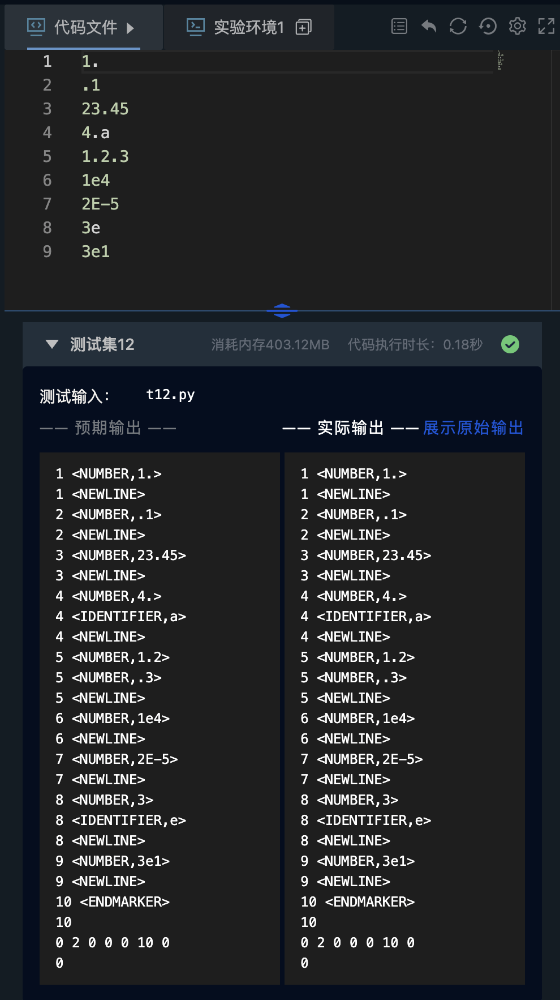 代码文件 实验环境1
1 1.
2 .1
3 23.45
4 4.a
5 1.2.3
6 1e4
7 2E-5
8 3e
9 3e1
测试集12 消耗内存403.12MB 代码执行时长：0.18秒
测试输入： t12.py
—— 预期输出 ——
1 <NUMBER,1.>
1 <NEWLINE>
2 <NUMBER,.1>
2 <NEWLINE>
3 <NUMBER,23.45>
3 <NEWLINE>
4 <NUMBER,4.>
4 <IDENTIFIER,a>
4 <NEWLINE>
5 <NUMBER,1.2>
5 <NUMBER,.3>
5 <NEWLINE>
6 <NUMBER,1e4>
6 <NEWLINE>
7 <NUMBER,2E-5>
7 <NEWLINE>
8 <NUMBER,3>
8 <IDENTIFIER,e>
8 <NEWLINE>
9 <NUMBER,3e1>
9 <NEWLINE>
10 <ENDMARKER>
10
0 2 0 0 0 10 0
0
—— 实际输出 —— 展示原始输出
1 <NUMBER,1.>
1 <NEWLINE>
2 <NUMBER,.1>
2 <NEWLINE>
3 <NUMBER,23.45>
3 <NEWLINE>
4 <NUMBER,4.>
4 <IDENTIFIER,a>
4 <NEWLINE>
5 <NUMBER,1.2>
5 <NUMBER,.3>
5 <NEWLINE>
6 <NUMBER,1e4>
6 <NEWLINE>
7 <NUMBER,2E-5>
7 <NEWLINE>
8 <NUMBER,3>
8 <IDENTIFIER,e>
8 <NEWLINE>
9 <NUMBER,3e1>
9 <NEWLINE>
10 <ENDMARKER>
10
0 2 0 0 0 10 0
0